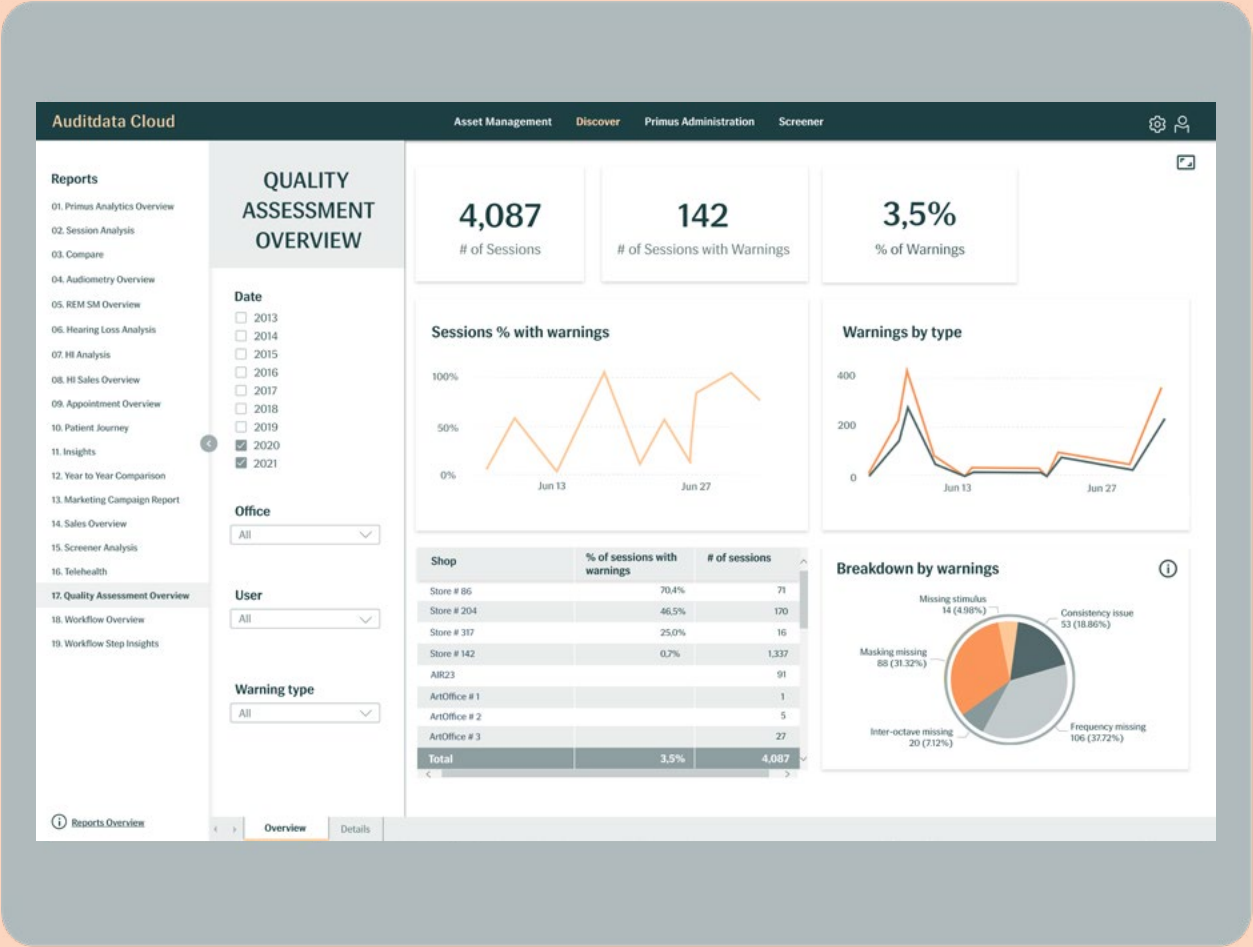 Auditdata Cloud
Asset Management Discover Primus Administration Screener
Reports
01. Primus Analytics Overview
02. Session Analysis
03. Compare
04. Audiometry Overview
05. REM SM Overview
06. Hearing Loss Analysis
07. HI Analysis
08. HI Sales Overview
09. Appointment Overview
10. Patient Journey
11. Insights
12. Year to Year Comparison
13. Marketing Campaign Report
14. Sales Overview
15. Screener Analysis
16. Telehealth
17. Quality Assessment Overview
18. Workflow Overview
19. Workflow Step Insights
Reports Overview
QUALITY
ASSESSMENT
OVERVIEW
Date
2013
2014
2015
2016
2017
2018
2019
2020
2021
Office
All
User
All
Warning type
All
4,087
# of Sessions
142
# of Sessions with Warnings
3,5%
% of Warnings
Sessions % with warnings
100%
50%
0%
Jun 13 Jun 27
Warnings by type
400
200
0
Jun 13 Jun 27
Shop % of sessions with # of sessions
warnings
Store # 86 70,4% 71
Store # 204 46,5% 170
Store # 317 25,0% 16
Store # 142 0,7% 1,337
AIR23 91
ArtOffice # 1 1
ArtOffice # 2 5
ArtOffice # 3 27
Total 3,5% 4,087
Breakdown by warnings
Missing stimulus
14 (4.98%)
Consistency issue
53 (18.86%)
Masking missing
88 (31.32%)
Inter-octave missing
20 (7.12%)
Frequency missing
106 (37.72%)
Overview Details